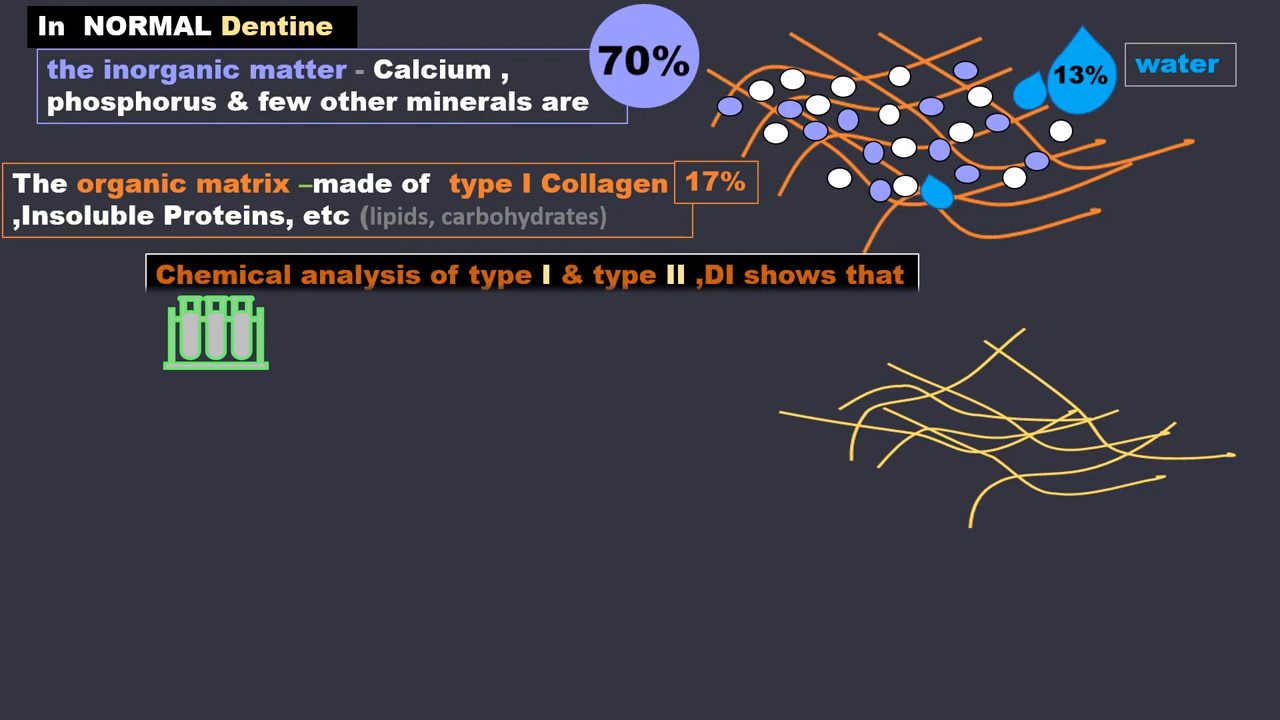 In NORMAL Dentine
the inorganic matter - Calcium ,
phosphorus & few other minerals are
70%
13%
water
The organic matrix –made of type I Collagen 17%
,Insoluble Proteins, etc (lipids, carbohydrates)
Chemical analysis of type I & type II ,DI shows that